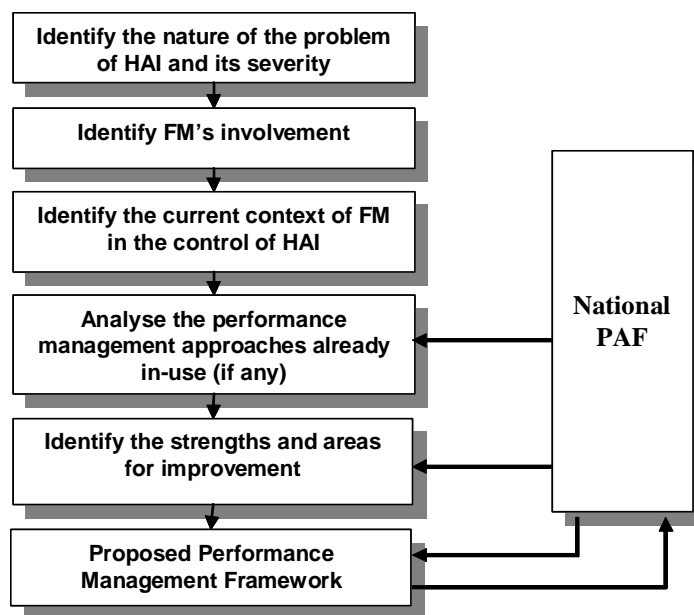 Identify the nature of the problem
of HAI and its severity
Identify FM's involvement
Identify the current context of FM
in the control of HAI
Analyse the performance
management approaches already
in-use (if any)
Identify the strengths and areas
for improvement
Proposed Performance
Management Framework
National
PAF